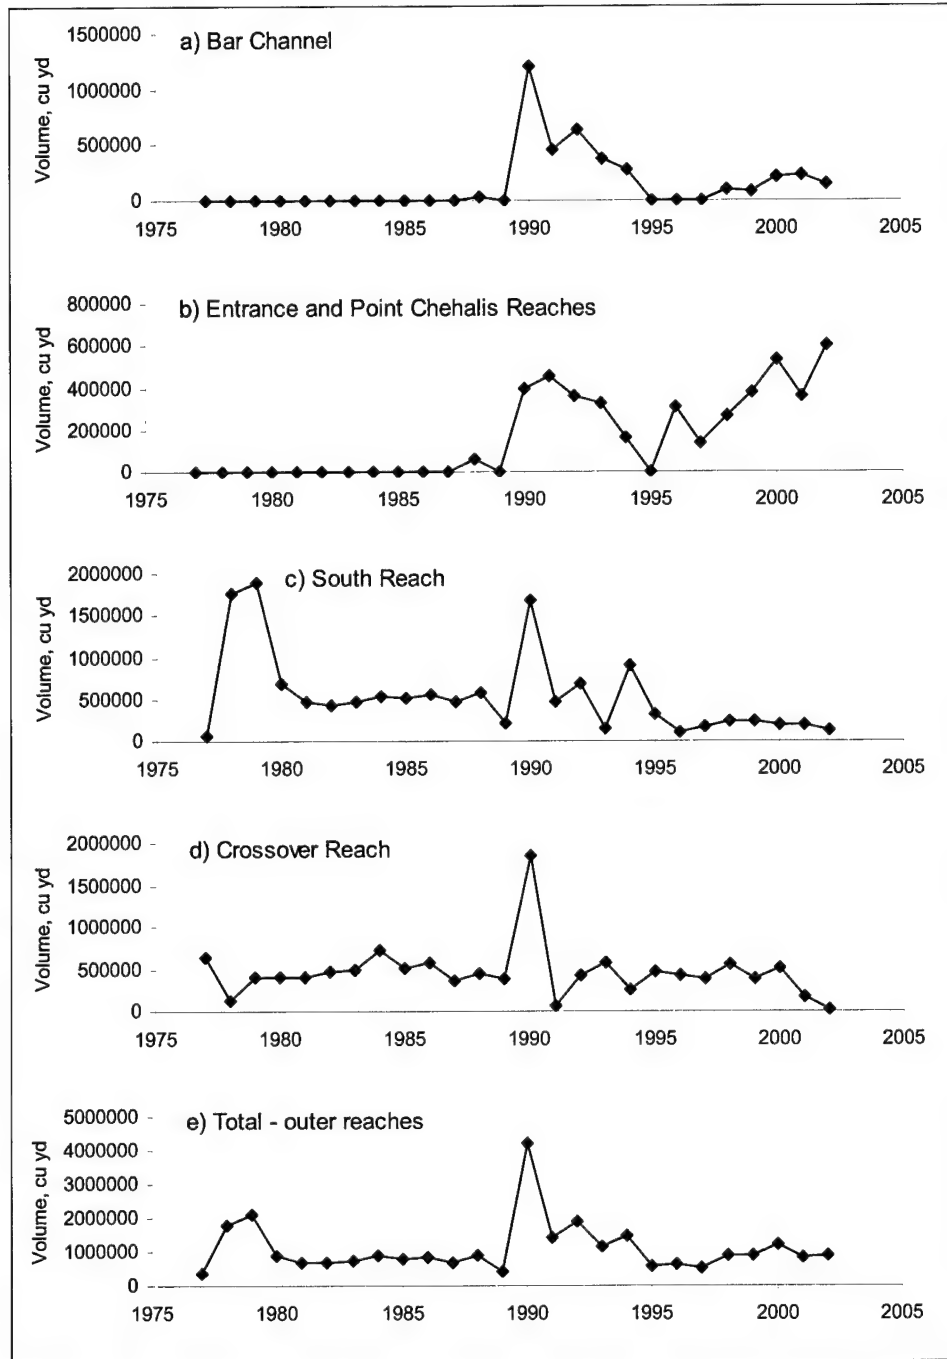 a) Bar Channel
Volume, cu yd
1500000
1000000
500000
0
1975 1980 1985 1990 1995 2000 2005
b) Entrance and Point Chehalis Reaches
Volume, cu yd
800000
600000
400000
200000
0
1975 1980 1985 1990 1995 2000 2005
c) South Reach
Volume, cu yd
2000000
1500000
1000000
500000
0
1975 1980 1985 1990 1995 2000 2005
d) Crossover Reach
Volume, cu yd
2000000
1500000
1000000
500000
0
1975 1980 1985 1990 1995 2000 2005
e) Total - outer reaches
Volume, cu yd
5000000
4000000
3000000
2000000
1000000
0
1975 1980 1985 1990 1995 2000 2005